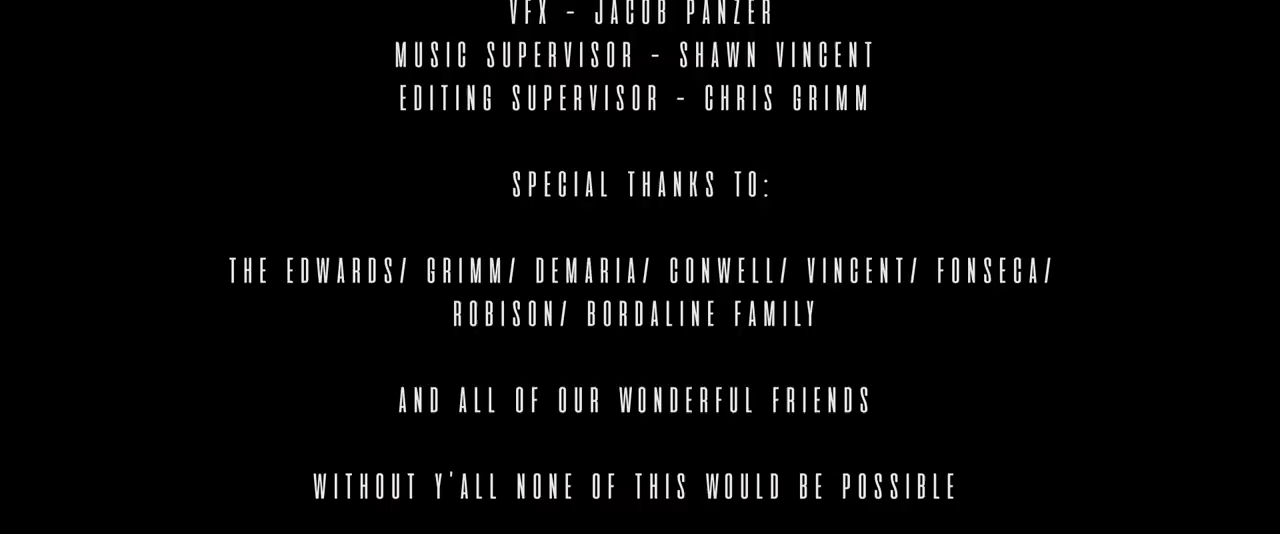 VFX - JACOB PANZER
MUSIC SUPERVISOR - SHAWN VINCENT
EDITING SUPERVISOR - CHRIS GRIMM
SPECIAL THANKS TO:
THE EDWARDS/ GRIMM/ DEMARIA/ CONWELL/ VINCENT/ FONSECA/
ROBISON/ BORDALINE FAMILY
AND ALL OF OUR WONDERFUL FRIENDS
WITHOUT Y'ALL NONE OF THIS WOULD BE POSSIBLE